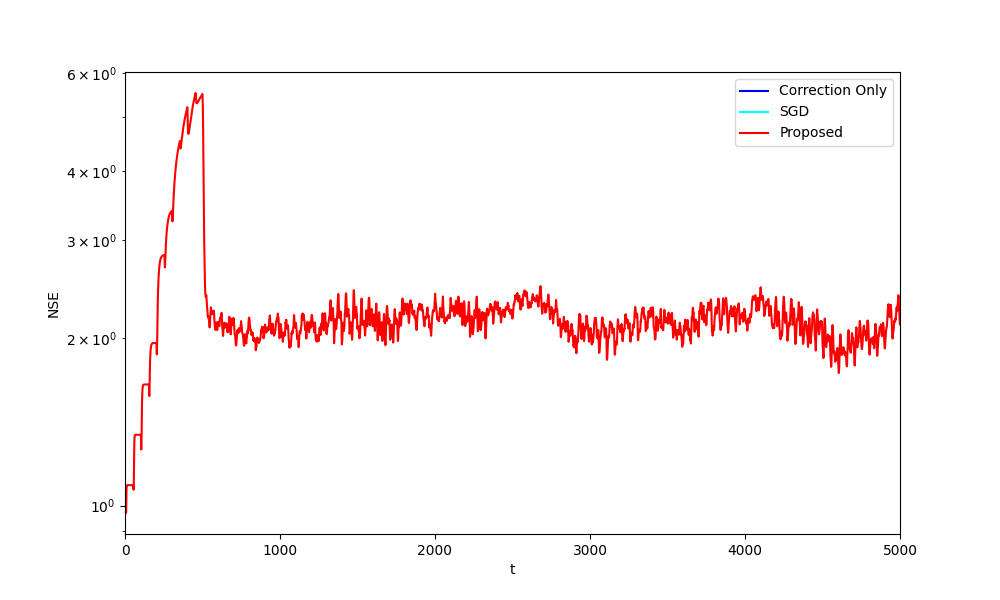 6 × 10⁰
4 × 10⁰
3 × 10⁰
2 × 10⁰
10⁰
NSE
0 1000 2000 3000 4000 5000
t
Correction Only
SGD
Proposed